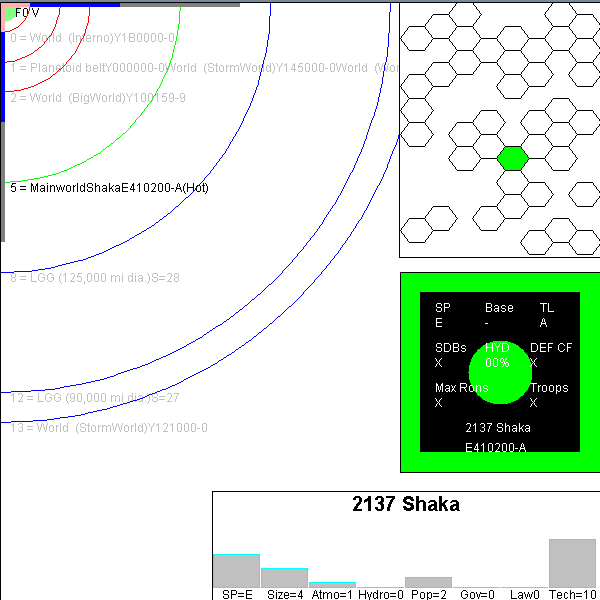 F0 V
0 = World  (Inferno)Y1B0000-0
1 = Planetoid beltY000000-0World  (StormWorld)Y145000-0World  (Wor
2 = World  (BigWorld)Y100159-9
5 = MainworldShakaE410200-A(Hot)
8 = LGG (125,000 mi dia.)S=28
12 = LGG (90,000 mi dia.)S=27
13 = World  (StormWorld)Y121000-0
SP Base TL
E - A
SDBs HYD DEF CF
X 00% X
Max Rons Troops
X X
2137 Shaka
E410200-A
2137 Shaka
SP=E Size=4 Atmo=1 Hydro=0 Pop=2 Gov=0 Law0 Tech=10